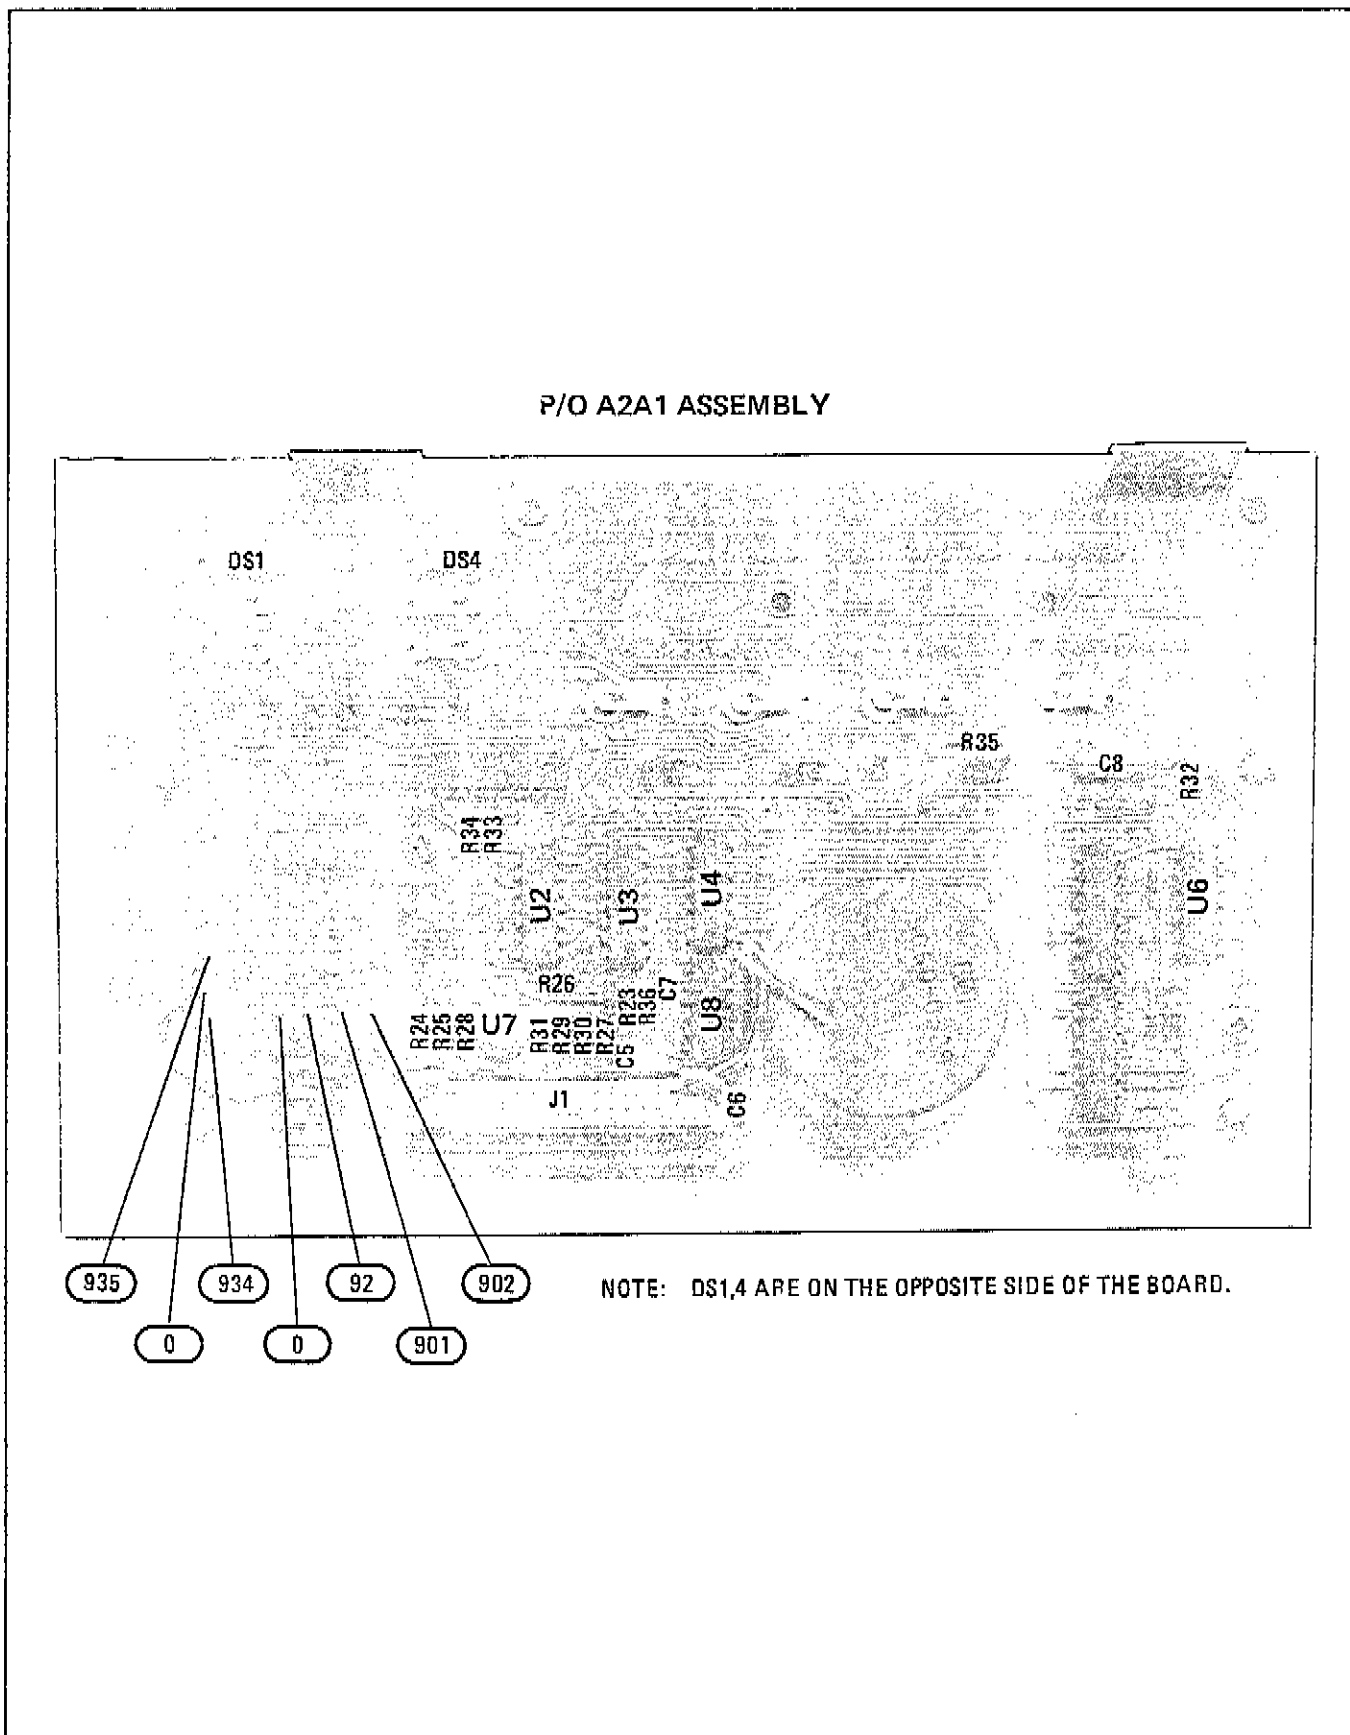 P/O A2A1 ASSEMBLY
DS1
DS4
R35
C8
R32
R34
R33
U2
U3
U4
U6
R26
R24
R25
R28
U7
R31
R29
R30
R27
C5
R23
R36
C7
U8
J1
C6
935
934
92
902
0
0
901
NOTE: DS1,4 ARE ON THE OPPOSITE SIDE OF THE BOARD.